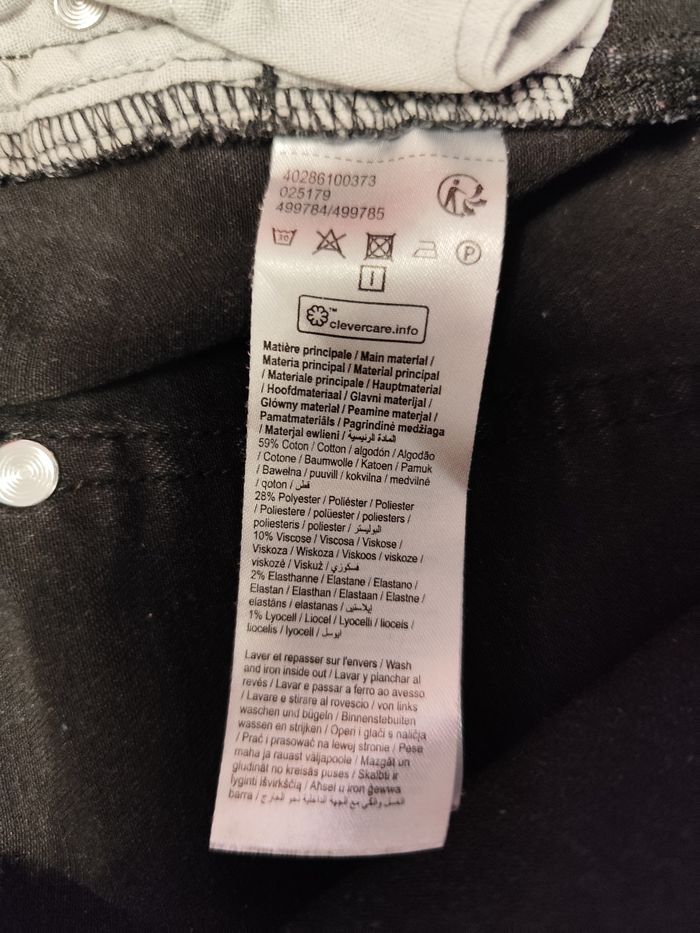 40286100373
025179
499784/499785
30
P
™
clevercare.info
Matière principale / Main material /
Materia principal / Material principal
/ Materiale principale / Hauptmaterial
/ Hoofdmateriaal / Glavni materijal /
Główny materiał / Peamine materjal /
Pamatmateriāls / Pagrindinė medžiaga
/ Materjal ewlieni / المادة الرئيسية
59% Coton / Cotton / algodón / Algodão
/ Cotone / Baumwolle / Katoen / Pamuk
/ Bawełna / puuvill / kokvilna / medvilnė
/ qoton / قطن
28% Polyester / Poliéster / Poliester
/ Poliestere / polüester / poliesters /
poliesteris / poliester / البوليستر
10% Viscose / Viscosa / Viskose /
Viskoza / Wiskoza / Viskoos / viskoze /
viskozė / Viskuż / فسكوزي
2% Elasthanne / Elastane / Elastano /
Elastan / Elasthan / Elastaan / Elastne /
elastāns / elastanas / إيلاستين
1% Lyocell / Liocel / Lyocelli / lioceis /
liocelis / lyocell / ليوسل
Laver et repasser sur l'envers / Wash
and iron inside out / Lavar y planchar al
revés / Lavar e passar a ferro ao avesso
/ Lavare e stirare al rovescio / von links
waschen und bügeln / Binnenstebuiten
wassen en strijken / Operi i glači s naličja
/ Prać i prasować na lewej stronie / Pese
maha ja rauast väljapoole / Mazgāt un
gludināt no kreisās puses / Skalbti ir
lyginti išvirkščią / Aħsel u iron ġewwa
barra / اغسل واكوي مع الجهة الداخلية نحو الخارج